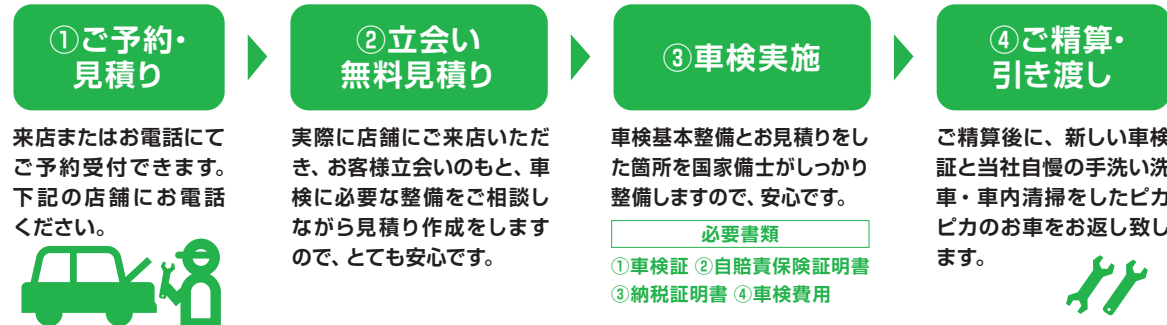 ①ご予約・
見積り
来店またはお電話にて
ご予約受付できます。
下記の店舗にお電話
ください。
②立会い
無料見積り
実際に店舗にご来店いただ
き、お客様立会いのもと、車
検に必要な整備をご相談し
ながら見積り作成をします
ので、とても安心です。
③車検実施
車検基本整備とお見積りをし
た箇所を国家備士がしっかり
整備しますので、安心です。
必要書類
①車検証 ②自賠責保険証明書
③納税証明書 ④車検費用
④ご精算・
引き渡し
ご精算後に、新しい車検
証と当社自慢の手洗い洗
車・車内清掃をしたピカ
ピカのお車をお返し致し
ます。